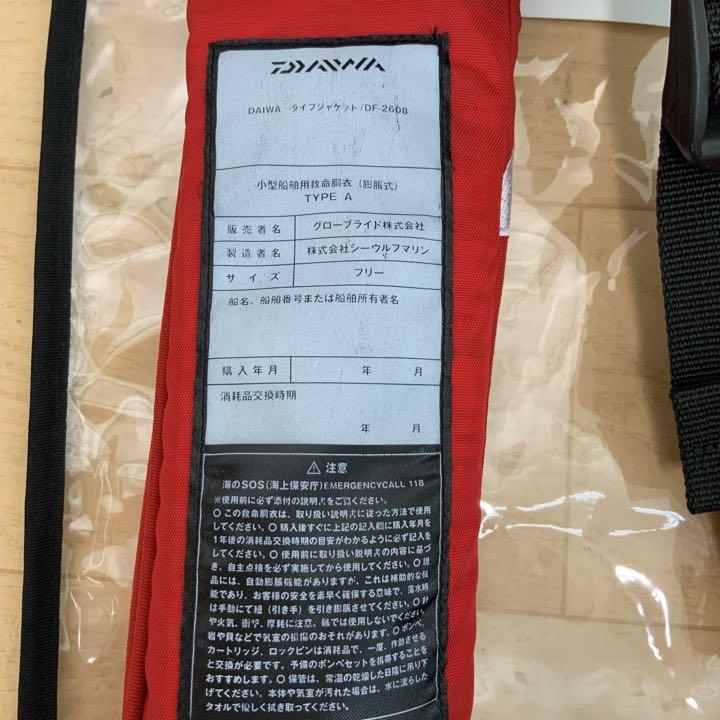 DAIWA
DAIWA ライフジャケット/DF-2608
小型船舶用救命胴衣（膨脹式）
TYPE A
販売者名 グローブライド株式会社
製造者名 株式会社シーウルフマリン
サイズ フリー
船名、船舶番号または船舶所有者名
購入年月 年 月
消耗品交換時期
年 月
⚠ 注意
海のSOS(海上保安庁)EMERGENCYCALL 118
※使用前に必ず添付の説明書をご覧ください。
○この救命胴衣は、取り扱い説明書に従った方法で使用
してください。○購入後すぐに上記の記入欄に購入年月を
1年後の消耗品交換時期の目安がわかるように必ず記入を
してください。○使用前に取り扱い説明書の内容に基づ
き、自主点検を必ず実施してから使用してください。○現
品には、自動膨脹機能がありますが、これは補助的な機
能であり、お客様の安全を素早く確保する意味で、落水時
は手動にて紐(引き手)を引き膨脹させてください。○
や火気、衝撃、摩耗に注意。磯では使用しないでください。
岩や貝などで気室の損傷のおそれがあります。○ボンベ、
カートリッジ、ロックピンは消耗品で、一度、作動させる
と交換が必要です。予備のボンベセットを携帯することを
おすすめします。○保管は、常温の乾燥した日陰に吊り下
げてください。本体や気室が汚れた場合は、水に濡らした
タオルで優しく拭き取ってください。